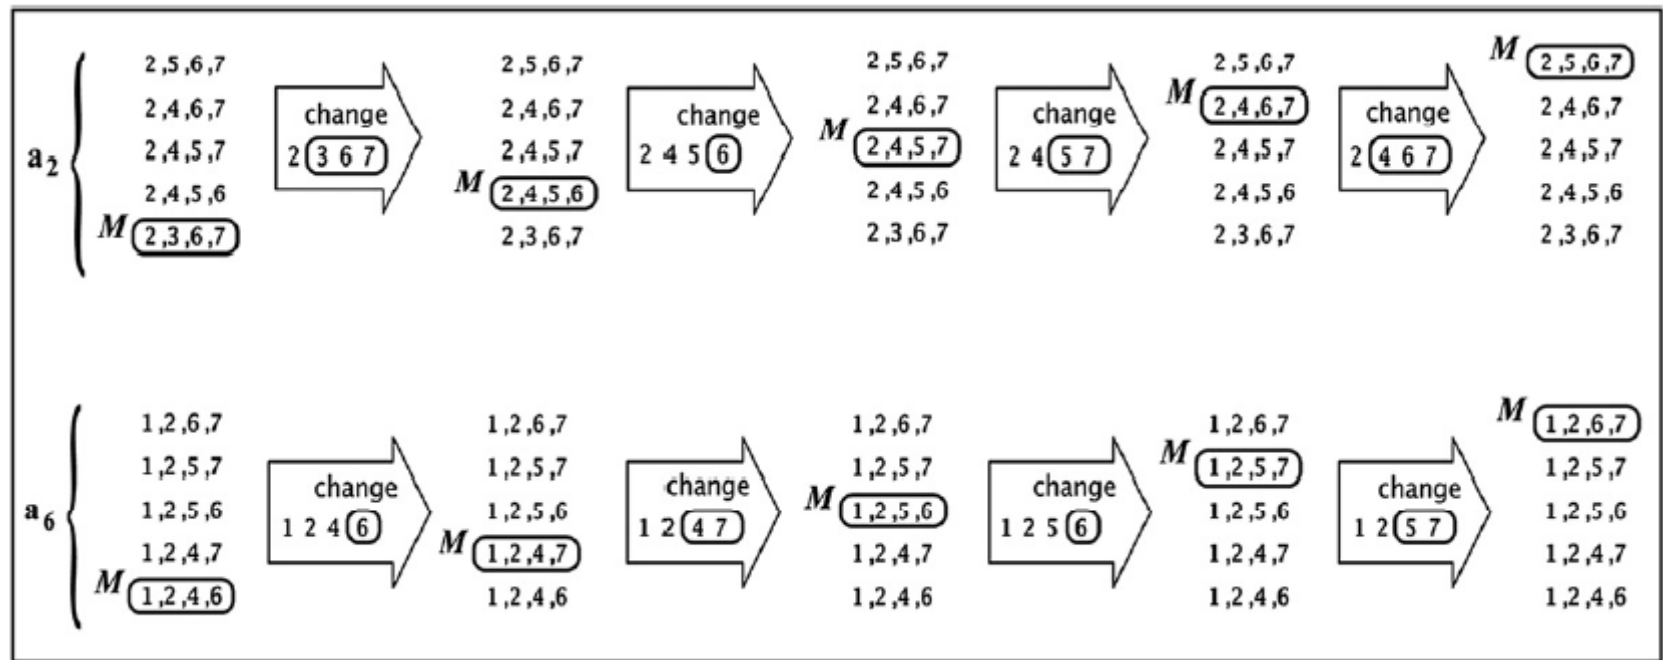 a2
2,5,6,7
2,4,6,7
2,4,5,7
2,4,5,6
M 2,3,6,7
change
2 3 6 7
2,5,6,7
2,4,6,7
2,4,5,7
M 2,4,5,6
2,3,6,7
change
2 4 5 6
2,5,6,7
2,4,6,7
M 2,4,5,7
2,4,5,6
2,3,6,7
change
2 4 5 7
2,5,6,7
M 2,4,6,7
2,4,5,7
2,4,5,6
2,3,6,7
change
2 4 6 7
M 2,5,6,7
2,4,6,7
2,4,5,7
2,4,5,6
2,3,6,7
a6
1,2,6,7
1,2,5,7
1,2,5,6
1,2,4,7
M 1,2,4,6
change
1 2 4 6
1,2,6,7
1,2,5,7
1,2,5,6
M 1,2,4,7
1,2,4,6
change
1 2 4 7
1,2,6,7
1,2,5,7
M 1,2,5,6
1,2,4,7
1,2,4,6
change
1 2 5 6
1,2,6,7
M 1,2,5,7
1,2,5,6
1,2,4,7
1,2,4,6
change
1 2 5 7
M 1,2,6,7
1,2,5,7
1,2,5,6
1,2,4,7
1,2,4,6